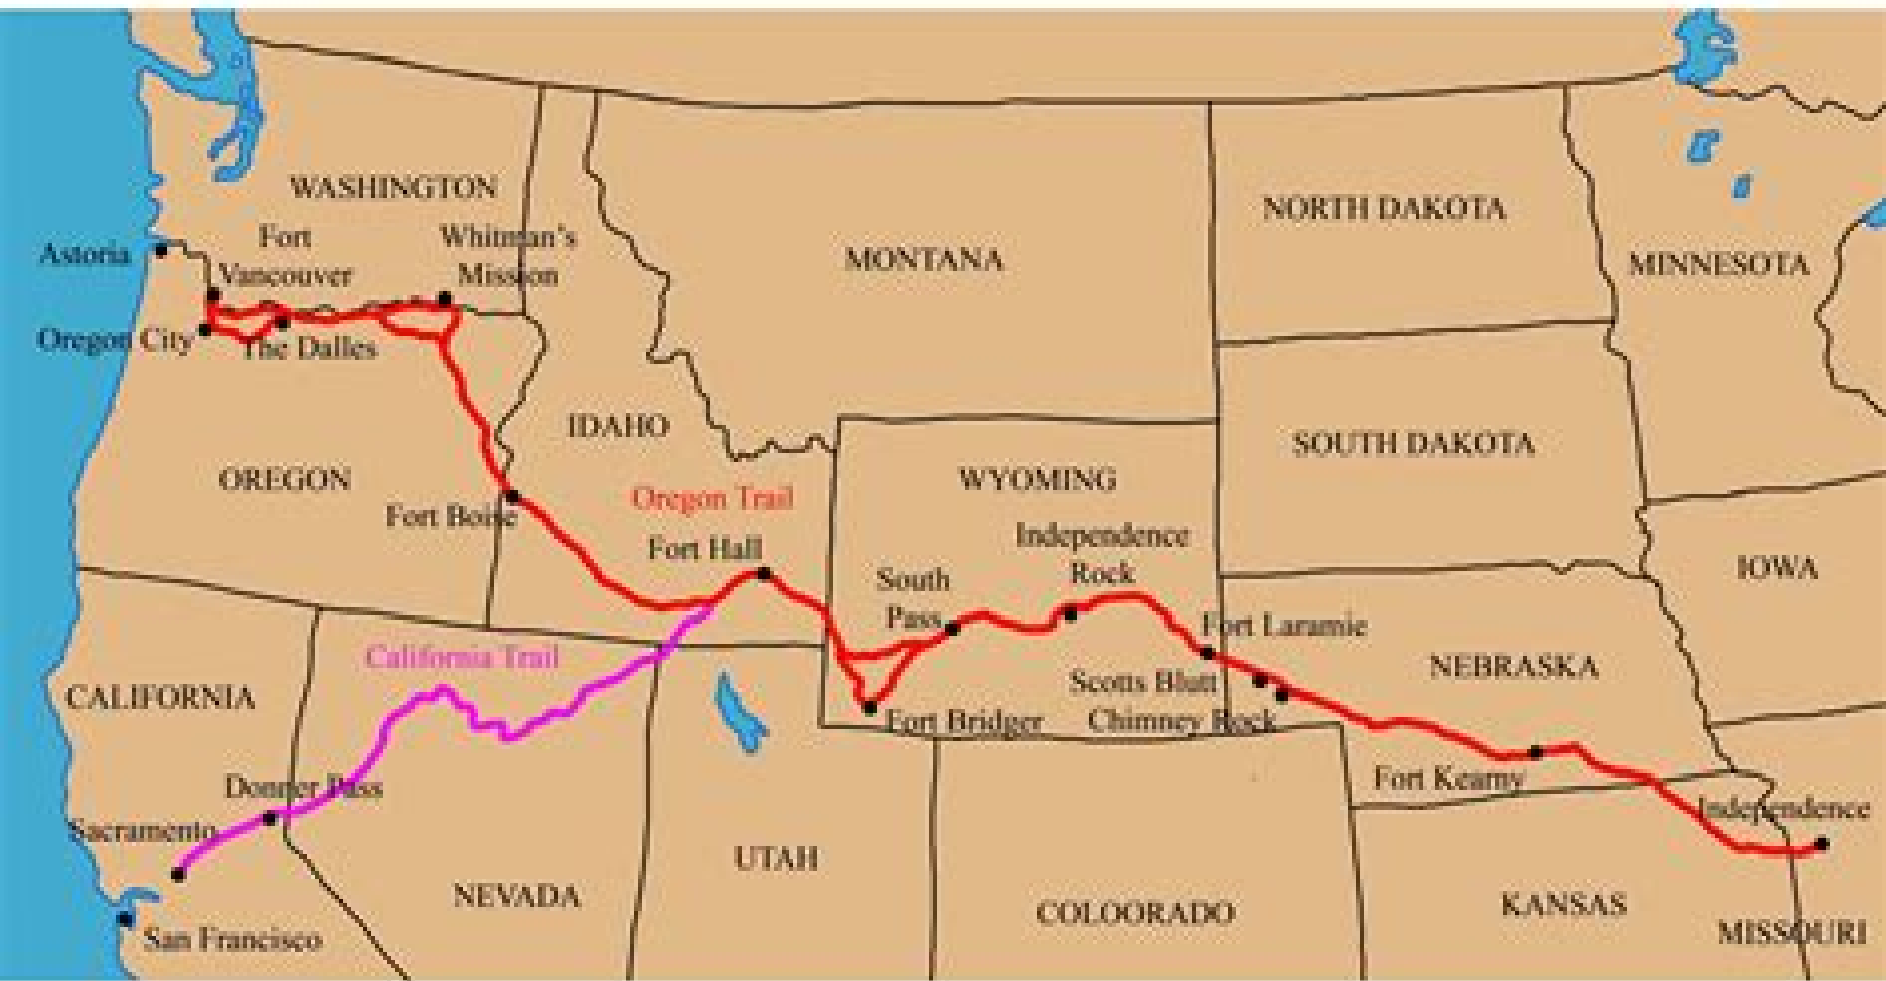 WASHINGTON
NORTH DAKOTA
Fort
Vancouver
Whitman's
Mission
Astoria
MONTANA
MINNESOTA
Oregon City
The Dalles
IDAHO
SOUTH DAKOTA
OREGON
WYOMING
Oregon Trail
Fort Boise
Independence
Rock
Fort Hall
South
Pass
IOWA
Fort Laramie
California Trail
NEBRASKA
CALIFORNIA
Scotts Bluff
Fort Bridger
Chimney Rock
Donner Pass
Fort Kearny
Independence
Sacramento
UTAH
NEVADA
KANSAS
COLOORADO
MISSOURI
San Francisco